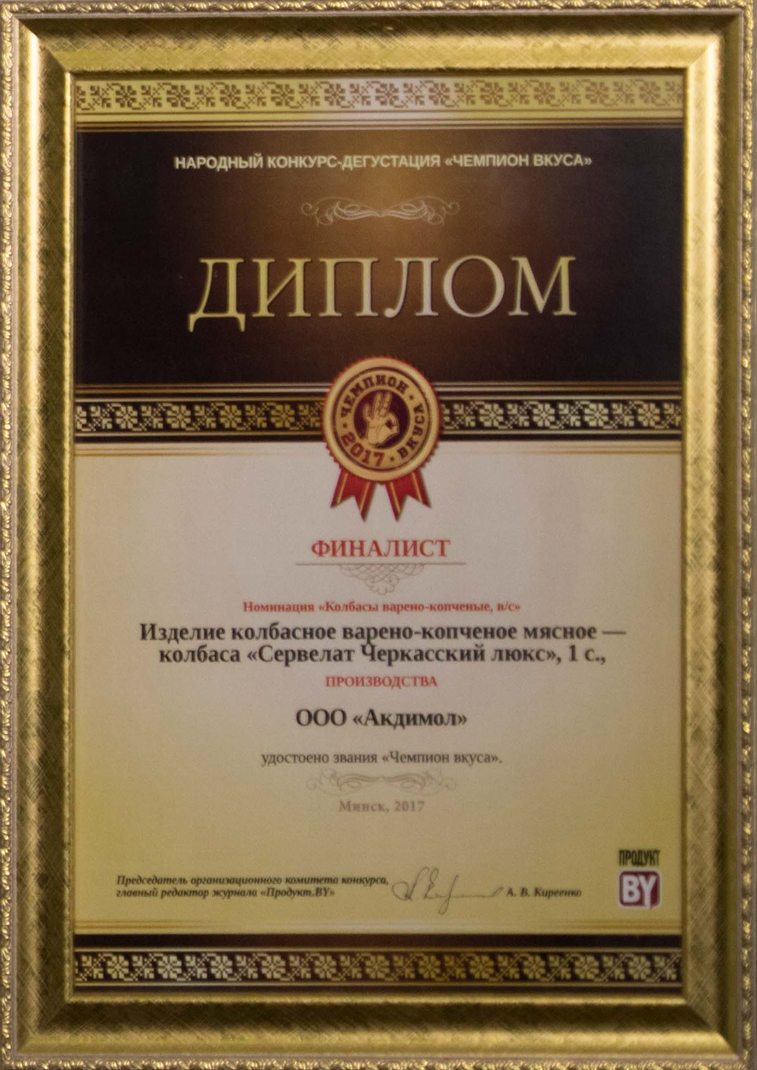 НАРОДНЫЙ КОНКУРС-ДЕГУСТАЦИЯ «ЧЕМПИОН ВКУСА»
ДИПЛОМ
ЧЕМПИОН ВКУСА
2017
ФИНАЛИСТ
Номинация «Колбасы варено-копченые, в/с»
Изделие колбасное варено-копченое мясное —
колбаса «Сервелат Черкасский люкс», 1 с.,
ПРОИЗВОДСТВА
ООО «Акдимол»
удостоено звания «Чемпион вкуса».
Минск, 2017
Председатель организационного комитета конкурса,
главный редактор журнала «Продукт.BY»
А. В. Киреенко
ПРОДУКТ
BY